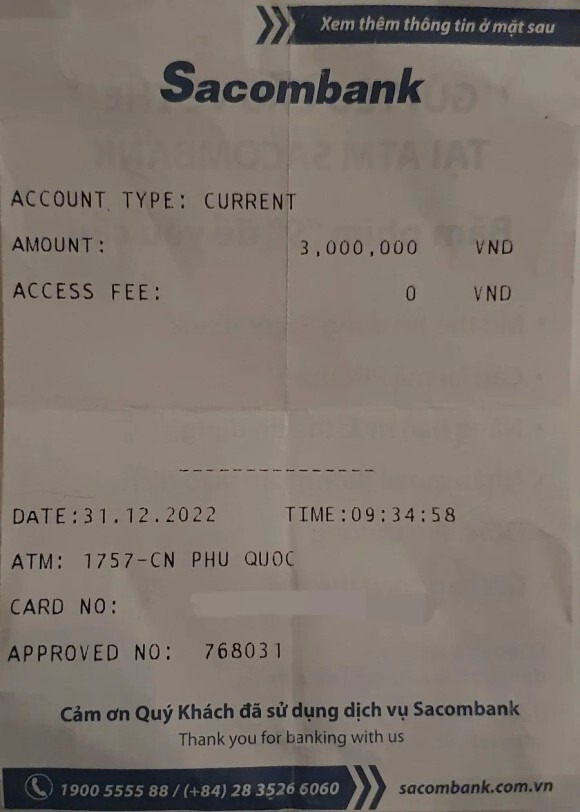 Xem thêm thông tin ở mặt sau
Sacombank
ACCOUNT TYPE: CURRENT
AMOUNT: 3,000,000 VND
ACCESS FEE: 0 VND
---------------
DATE:31.12.2022 TIME:09:34:58
ATM: 1757-CN PHU QUOC
CARD NO:
APPROVED NO: 768031
Cảm ơn Quý Khách đã sử dụng dịch vụ Sacombank
Thank you for banking with us
1900 5555 88 / (+84) 28 3526 6060 sacombank.com.vn